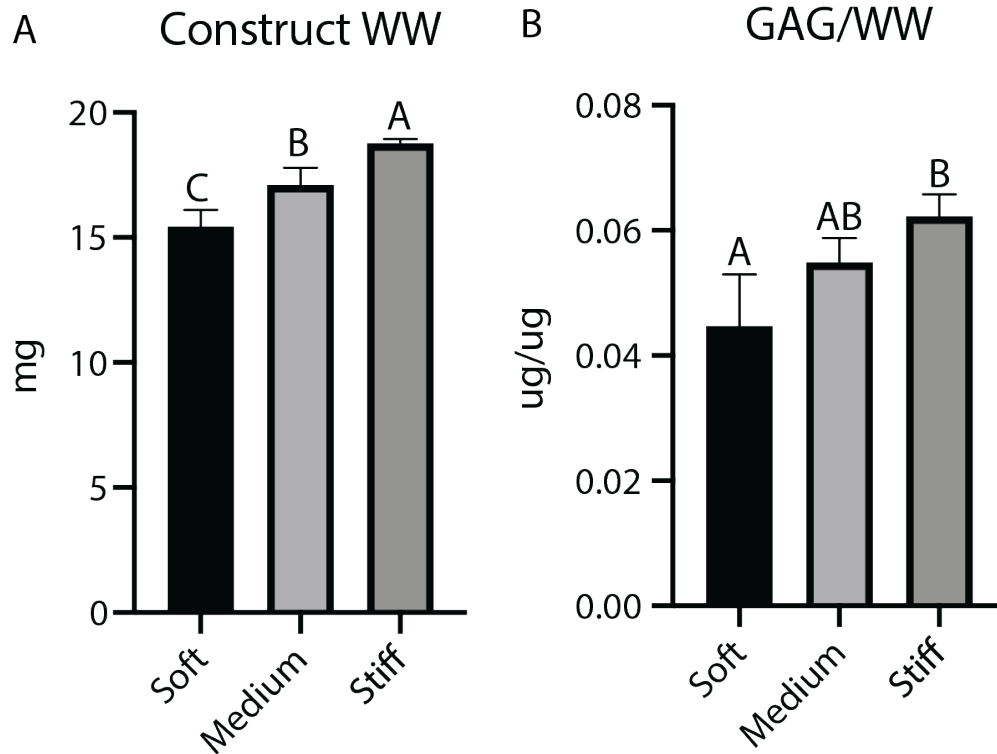 A
Construct WW
20
15
10
5
0
mg
C
B
A
Soft
Medium
Stiff
B
GAG/WW
0.08
0.06
0.04
0.02
0.00
ug/ug
A
AB
B
Soft
Medium
Stiff